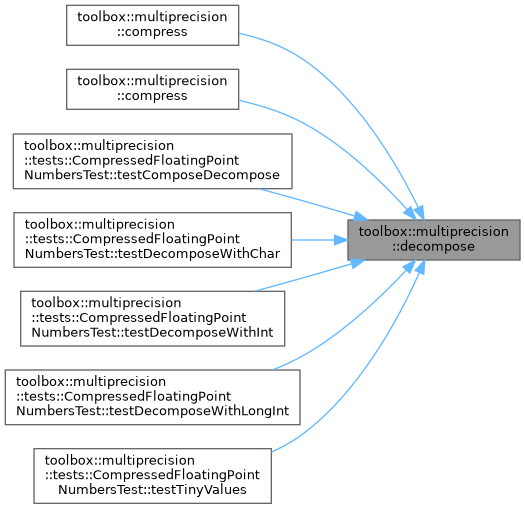 toolbox::multiprecision
::compress
toolbox::multiprecision
::compress
toolbox::multiprecision
::tests::CompressedFloatingPoint
NumbersTest::testComposeDecompose
toolbox::multiprecision
::tests::CompressedFloatingPoint
NumbersTest::testDecomposeWithChar
toolbox::multiprecision
::decompose
toolbox::multiprecision
::tests::CompressedFloatingPoint
NumbersTest::testDecomposeWithInt
toolbox::multiprecision
::tests::CompressedFloatingPoint
NumbersTest::testDecomposeWithLongInt
toolbox::multiprecision
::tests::CompressedFloatingPoint
NumbersTest::testTinyValues